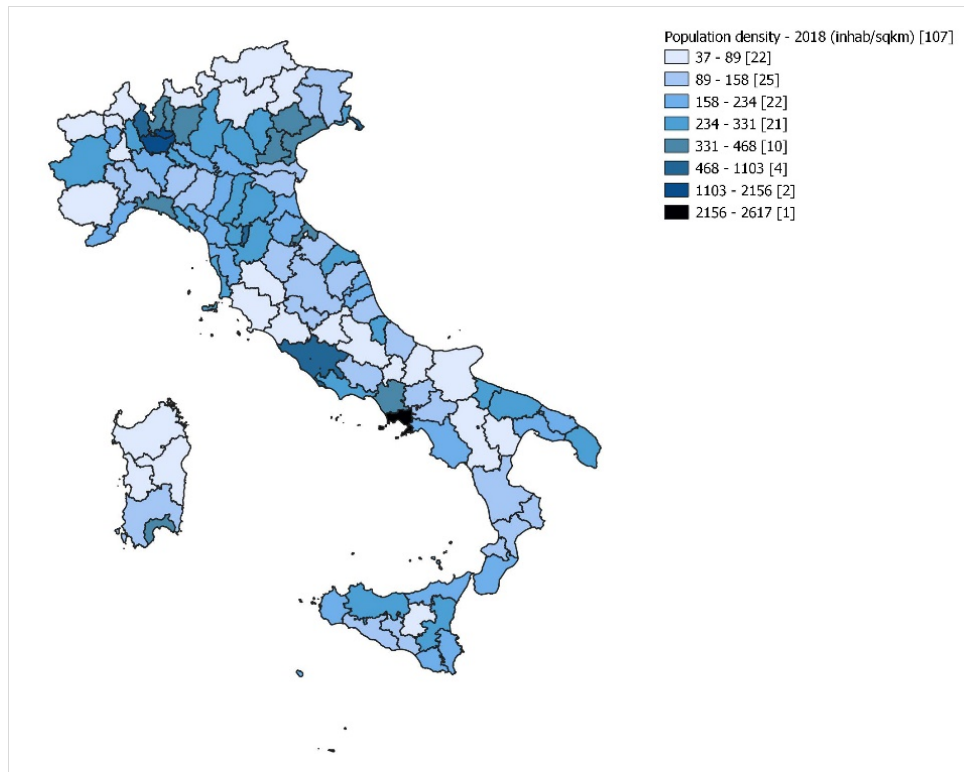 Population density - 2018 (inhab/sqkm) [107]
37 - 89 [22]
89 - 158 [25]
158 - 234 [22]
234 - 331 [21]
331 - 468 [10]
468 - 1103 [4]
1103 - 2156 [2]
2156 - 2617 [1]